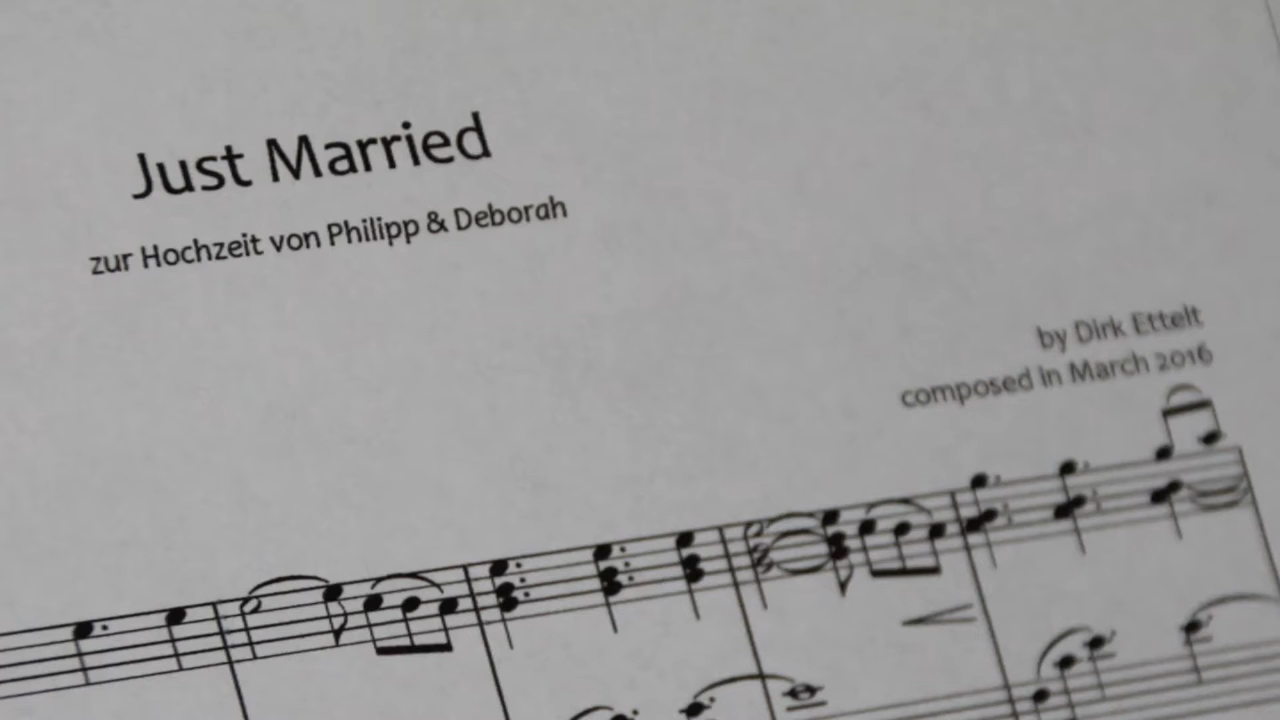 Just Married
zur Hochzeit von Philipp & Deborah
by Dirk Ettelt
composed in March 2016